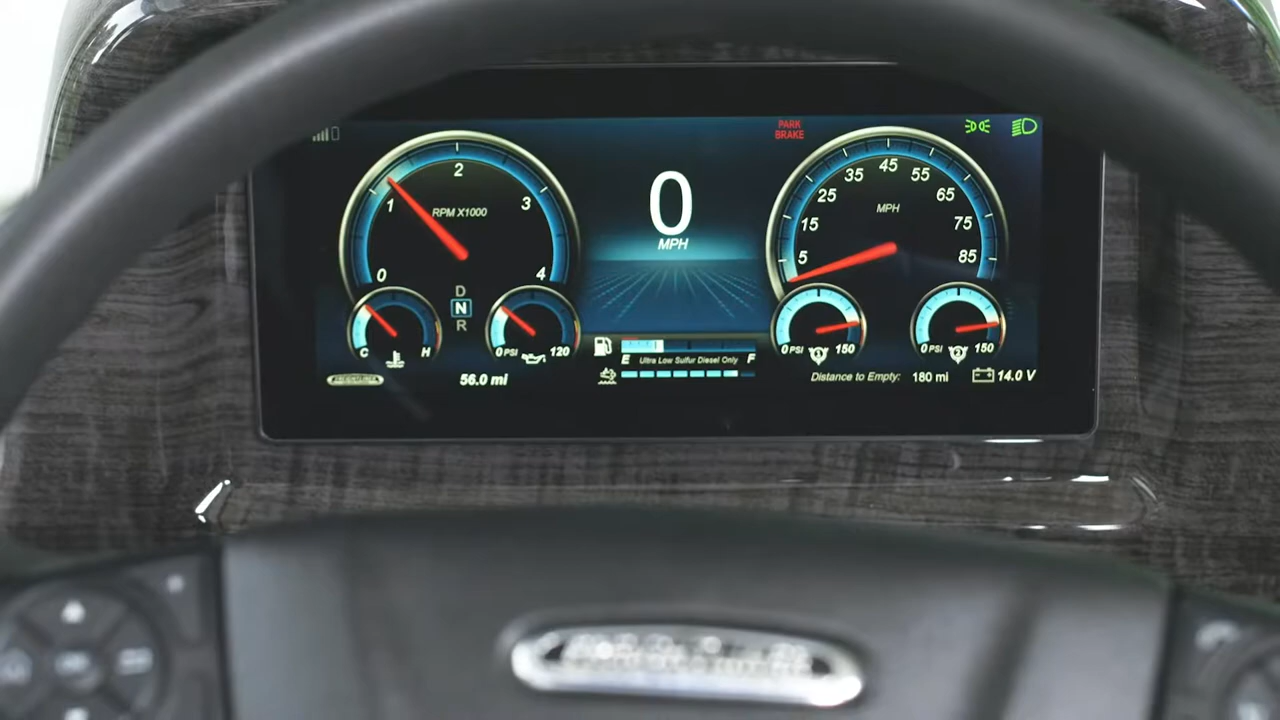 PARK
BRAKE
0
1
2
3
4
RPM X1000
0
MPH
5
15
25
35
45
55
65
75
85
MPH
D
N
R
C
H
0 PSI
120
E
Ultra Low Sulfur Diesel Only
F
0 PSI
1
150
0 PSI
2
150
56.0 mi
Distance to Empty: 180 mi
14.0 V